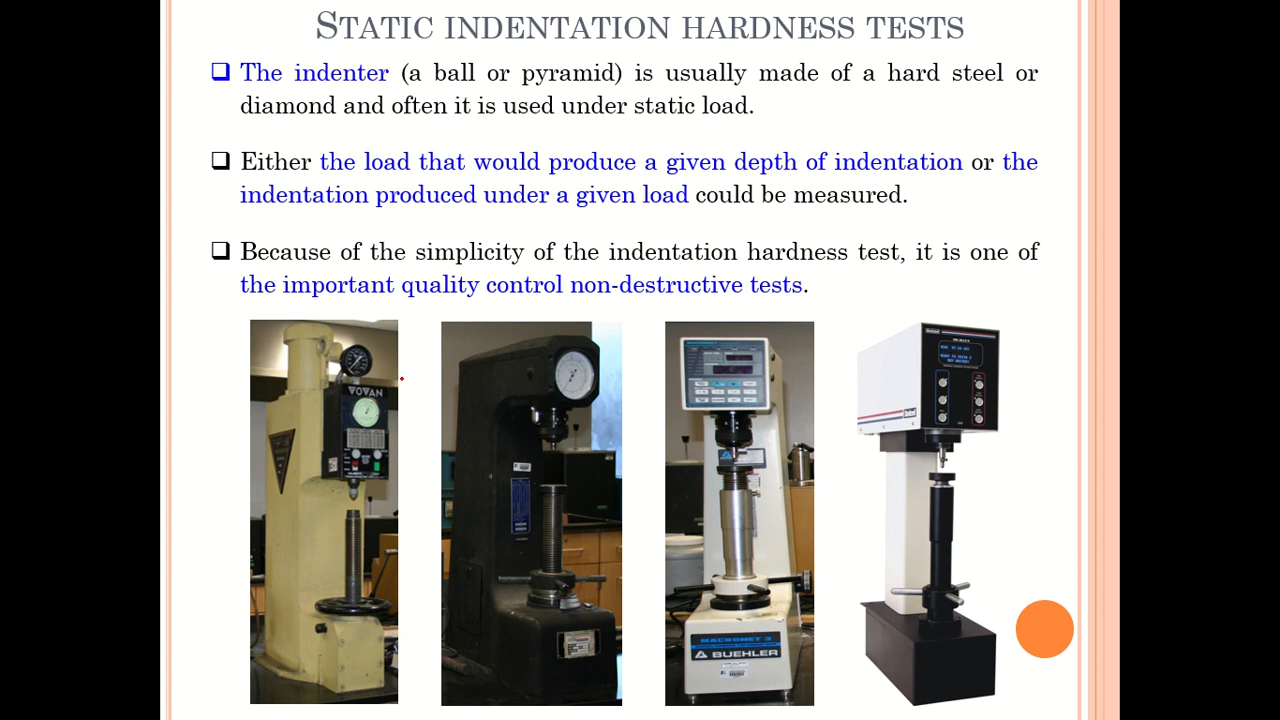 STATIC INDENTATION HARDNESS TESTS
❑ The indenter (a ball or pyramid) is usually made of a hard steel or
diamond and often it is used under static load.
❑ Either the load that would produce a given depth of indentation or the
indentation produced under a given load could be measured.
❑ Because of the simplicity of the indentation hardness test, it is one of
the important quality control non-destructive tests.
MACROMET 3
BUEHLER